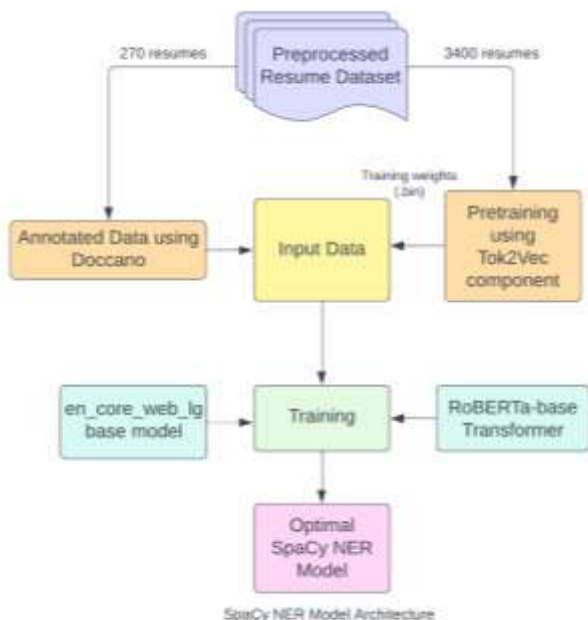 270 resumes
Preprocessed
Resume Dataset
3400 resumes
Training weights
(.bin)
Annotated Data using
Doccano
Input Data
Pretraining
using
Tok2Vec
component
en_core_web_lg
base model
Training
RoBERTa-base
Transformer
Optimal
SpaCy NER
Model
SpaCy NER Model Architecture